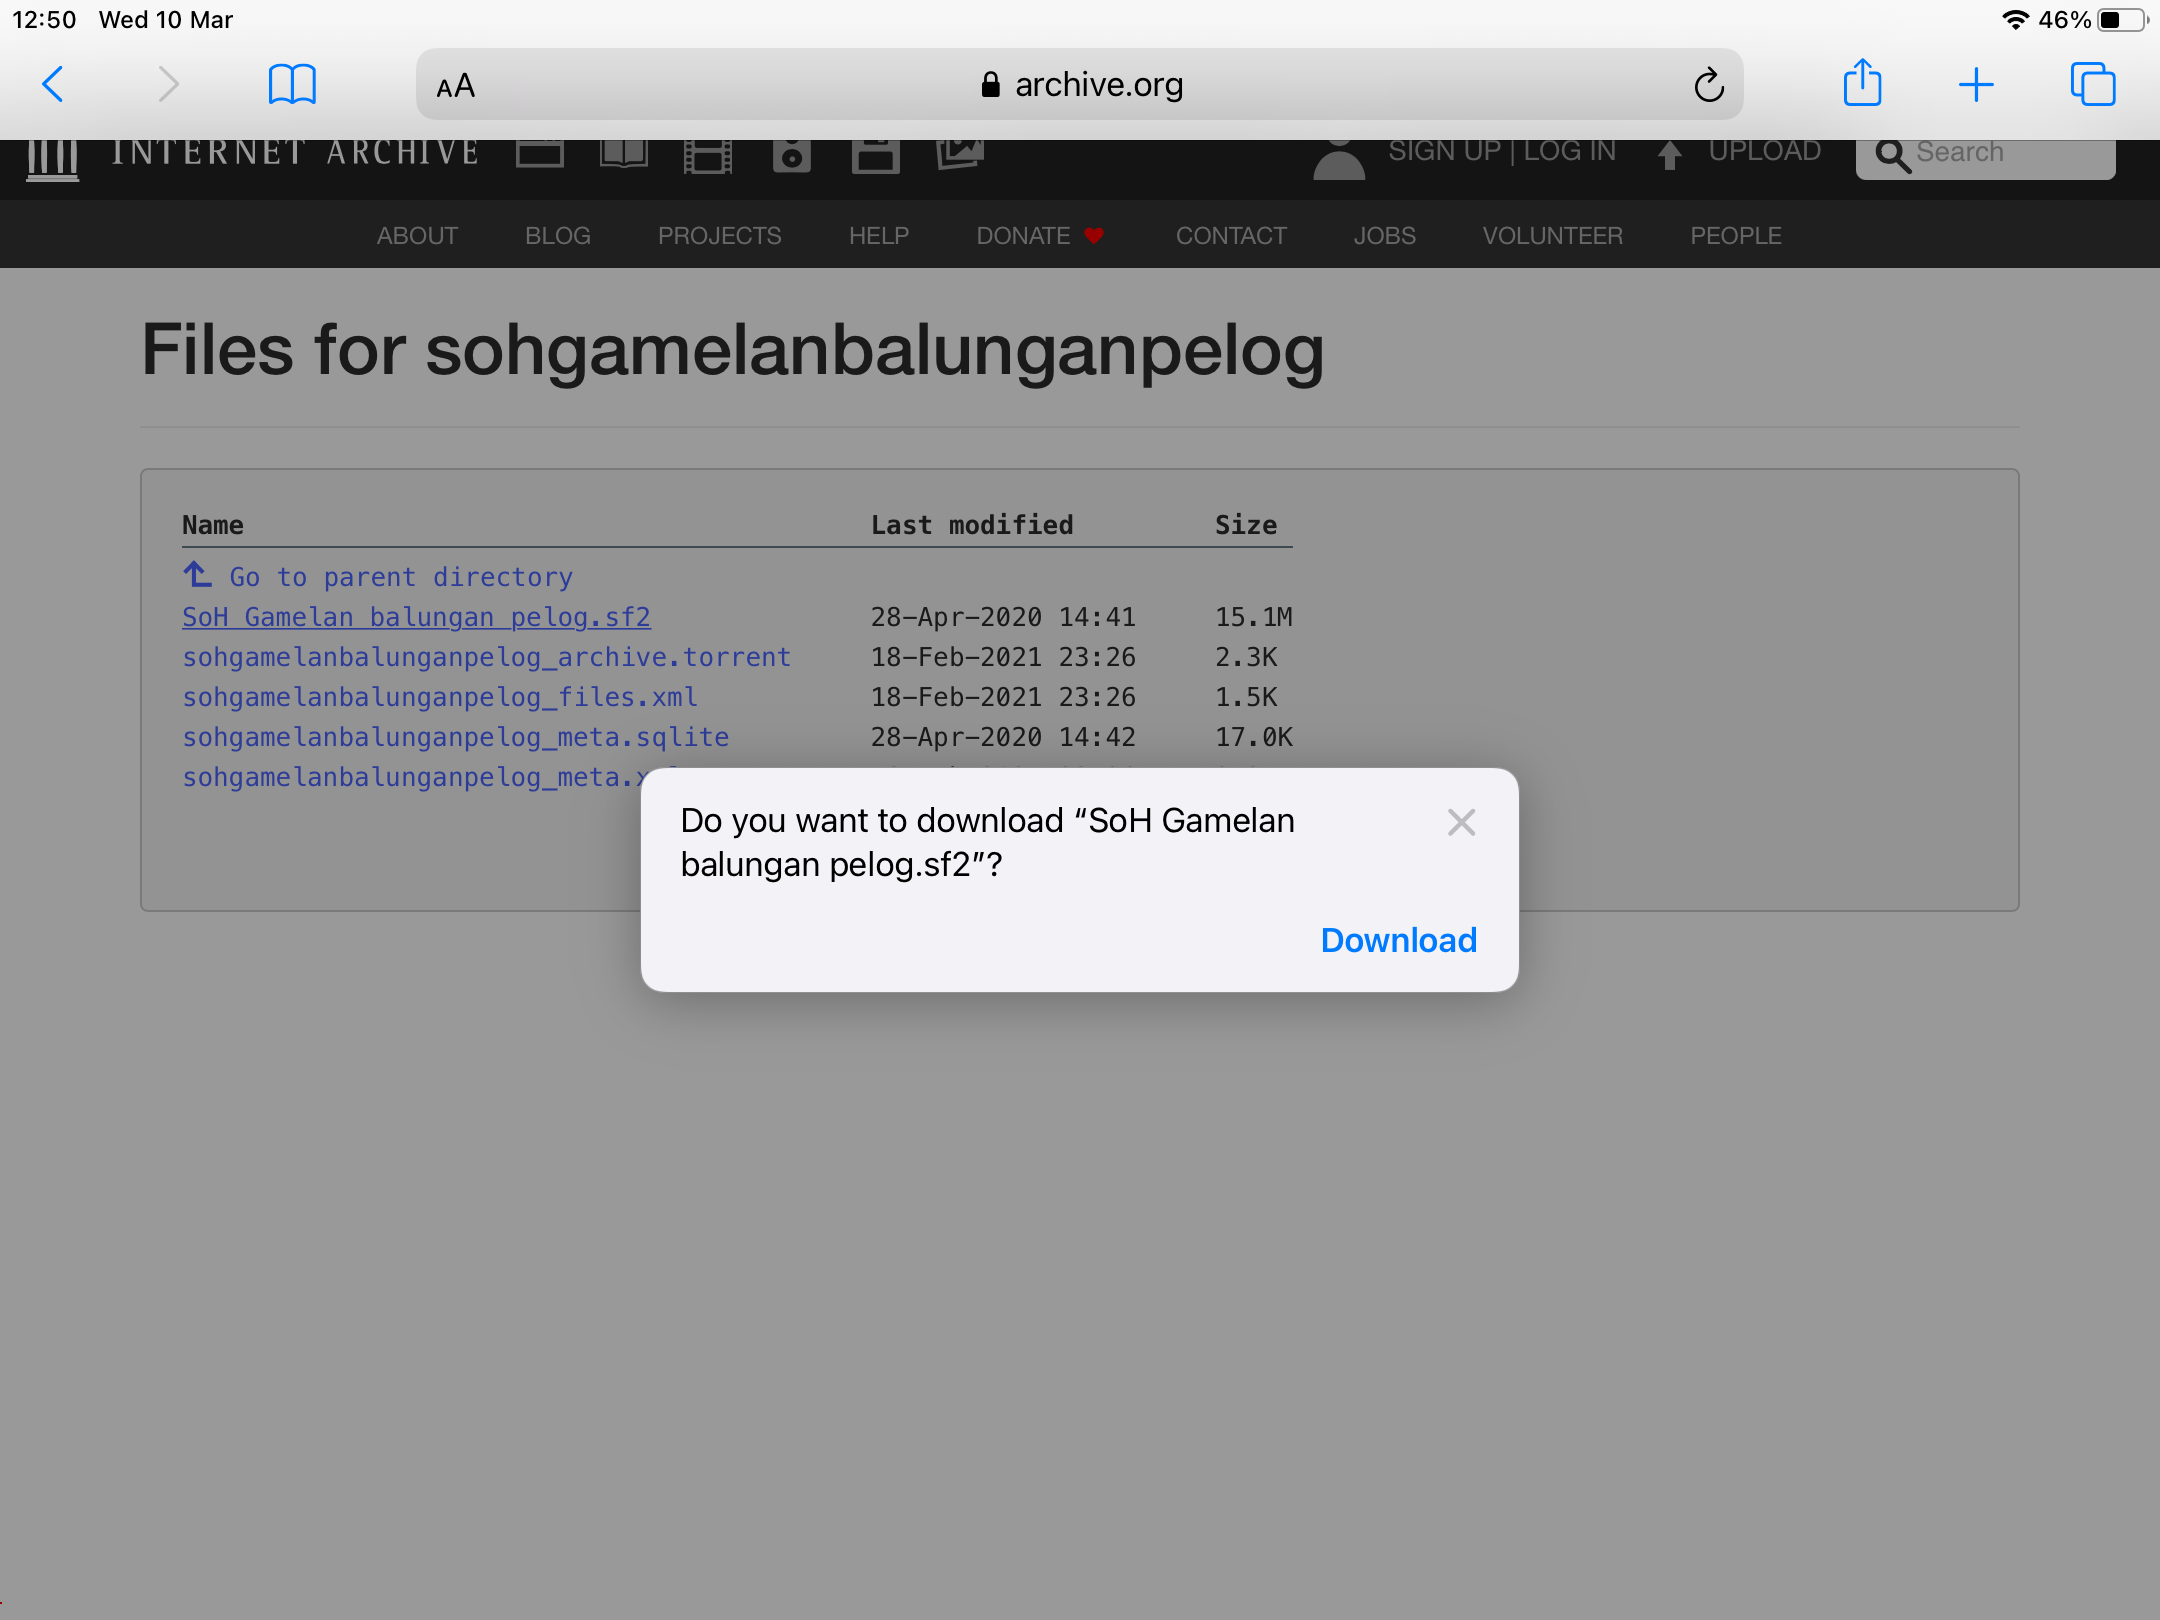 12:50 Wed 10 Mar 46%
AA archive.org
INTERNET ARCHIVE SIGN UP | LOG IN UPLOAD Search
ABOUT BLOG PROJECTS HELP DONATE CONTACT JOBS VOLUNTEER PEOPLE
Files for sohgamelanbalunganpelog
Name Last modified Size
Go to parent directory
SoH Gamelan balungan pelog.sf2 28-Apr-2020 14:41 15.1M
sohgamelanbalunganpelog_archive.torrent 18-Feb-2021 23:26 2.3K
sohgamelanbalunganpelog_files.xml 18-Feb-2021 23:26 1.5K
sohgamelanbalunganpelog_meta.sqlite 28-Apr-2020 14:42 17.0K
sohgamelanbalunganpelog_meta.x
Do you want to download “SoH Gamelan
balungan pelog.sf2”?
Download